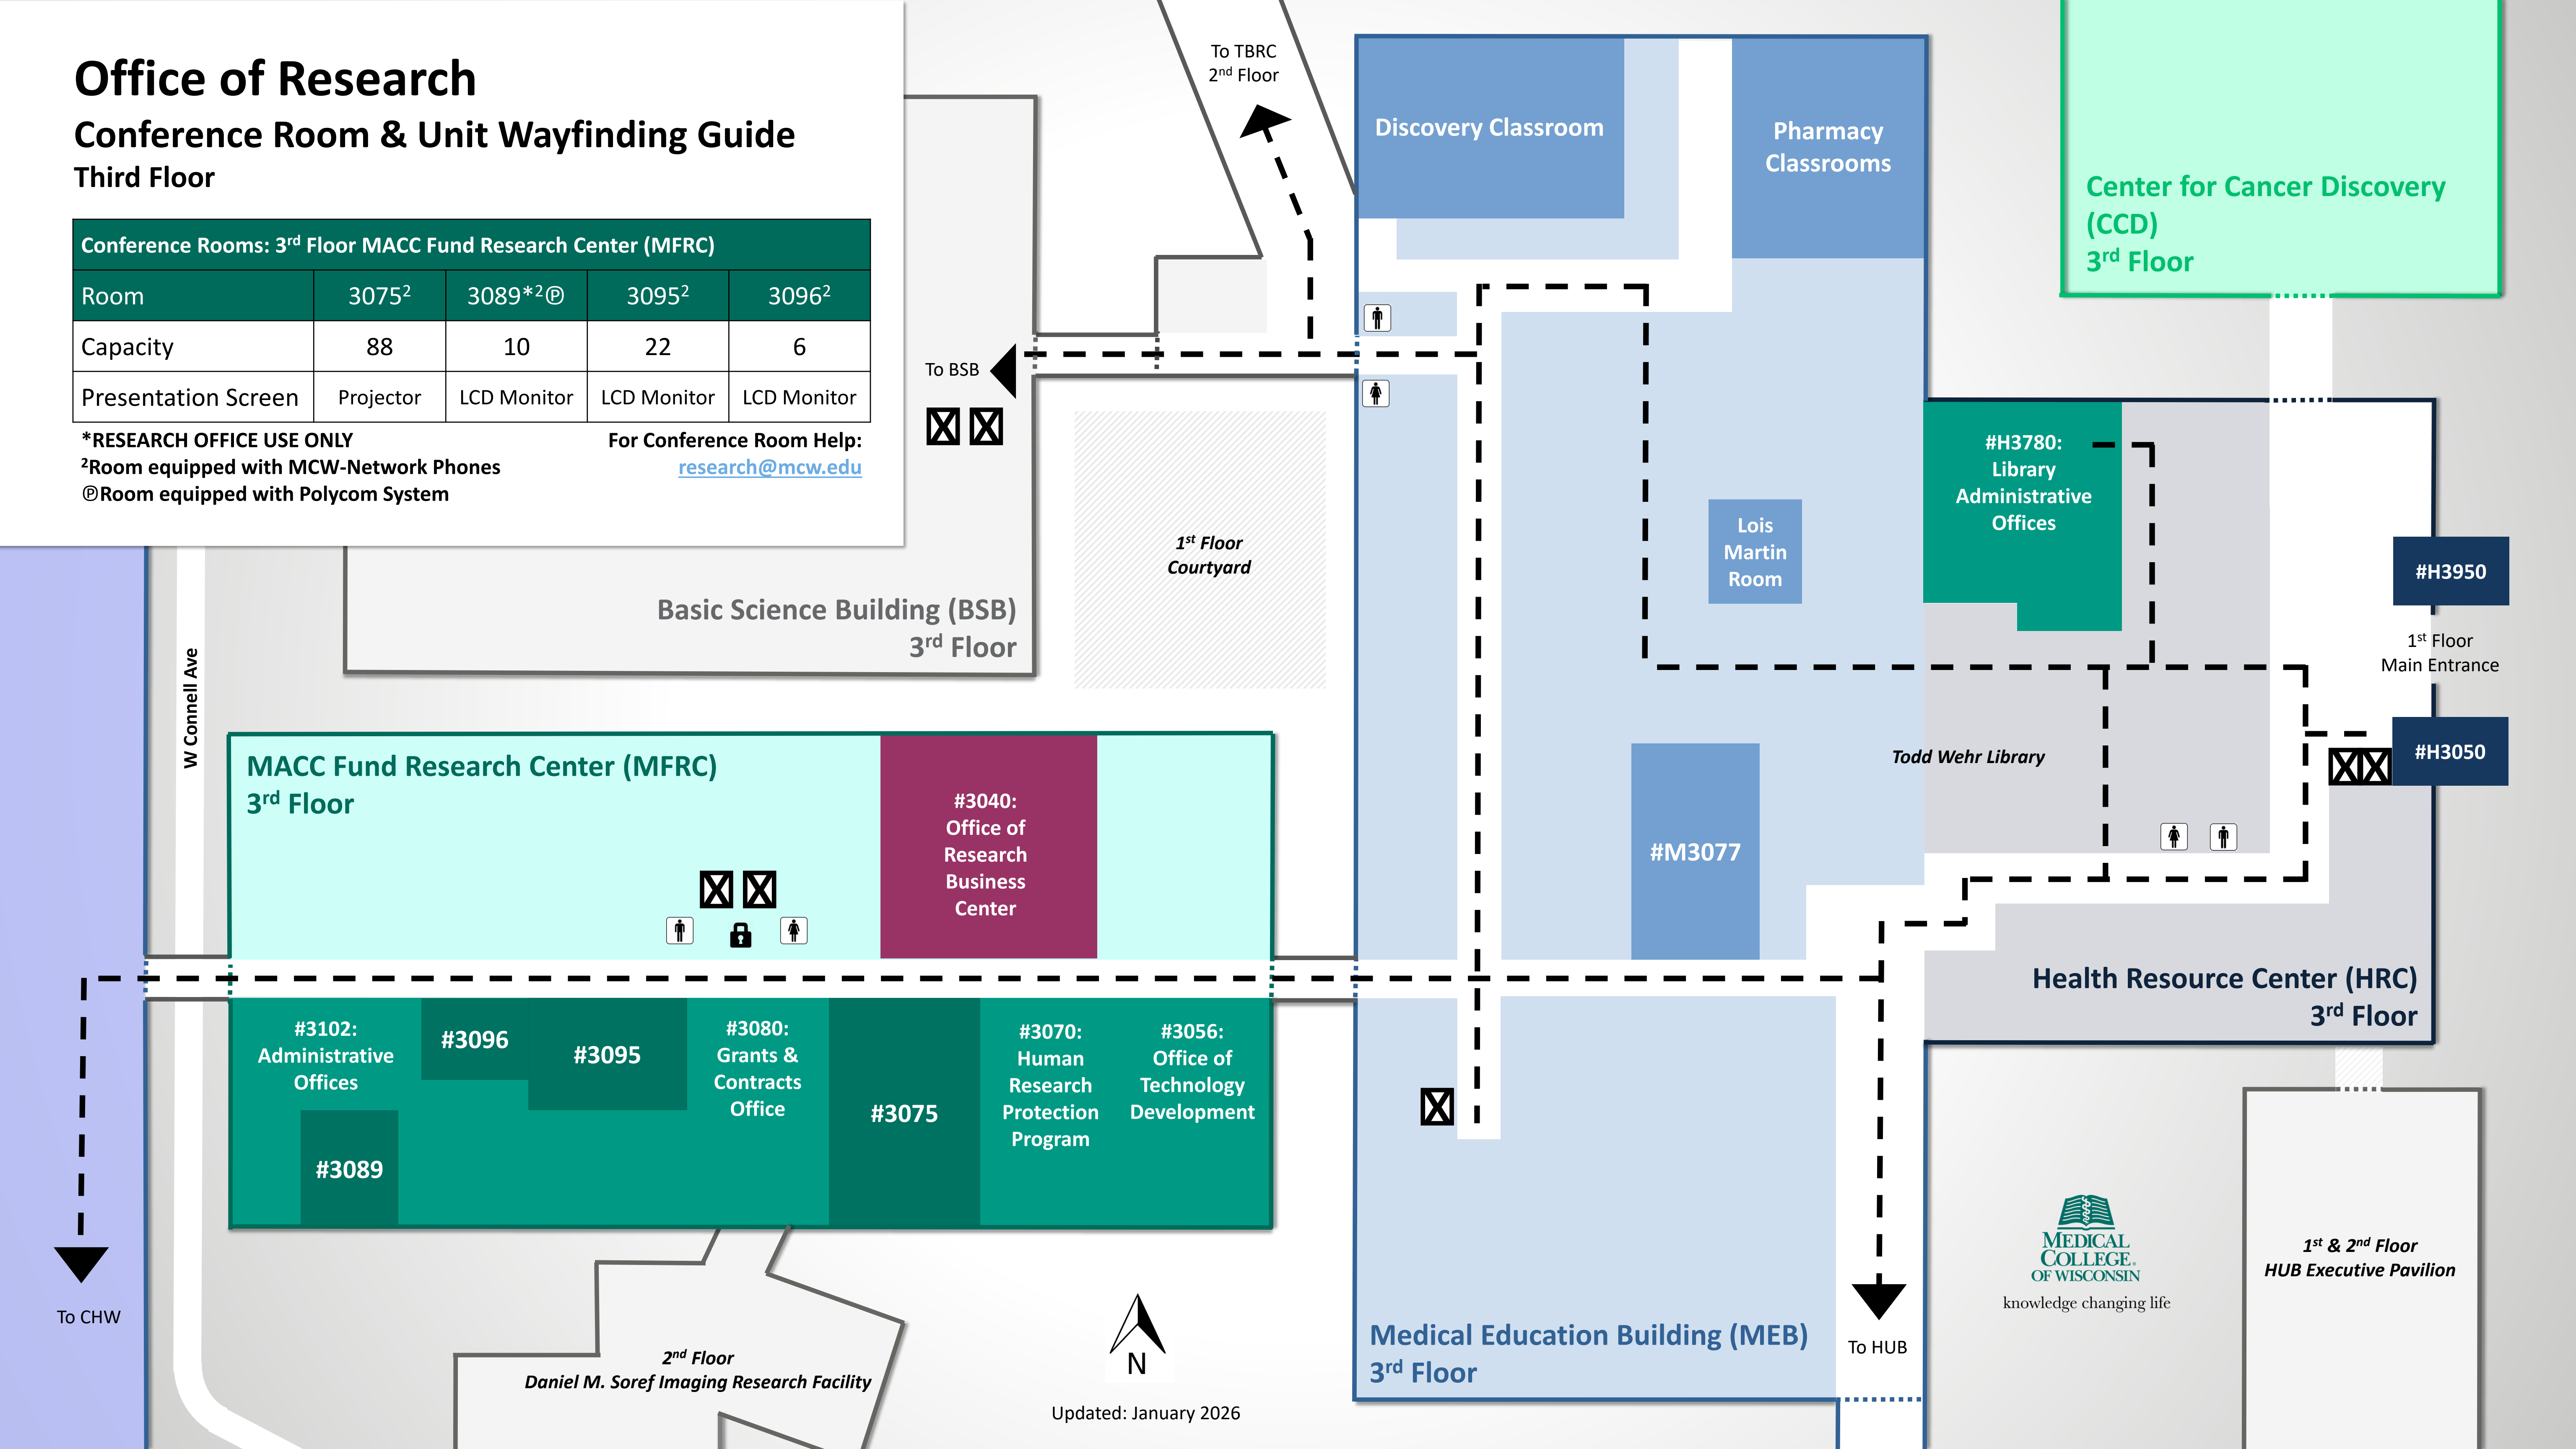 Office of Research
Conference Room & Unit Wayfinding Guide
Third Floor
Conference Rooms: 3rd Floor MACC Fund Research Center (MFRC)
Room 3075² 3089*²℗ 3095² 3096²
Capacity 88 10 22 6
Presentation Screen Projector LCD Monitor LCD Monitor LCD Monitor
*RESEARCH OFFICE USE ONLY
²Room equipped with MCW-Network Phones
℗Room equipped with Polycom System
For Conference Room Help:
research@mcw.edu
To TBRC
2nd Floor
Discovery Classroom
Pharmacy
Classrooms
Center for Cancer Discovery
(CCD)
3rd Floor
To BSB
1st Floor
Courtyard
Basic Science Building (BSB)
3rd Floor
Lois
Martin
Room
#H3780:
Library
Administrative
Offices
#H3950
1st Floor
Main Entrance
#H3050
W Connell Ave
MACC Fund Research Center (MFRC)
3rd Floor
#3040:
Office of
Research
Business
Center
Todd Wehr Library
#M3077
Health Resource Center (HRC)
3rd Floor
#3102:
Administrative
Offices
#3096
#3095
#3089
#3080:
Grants &
Contracts
Office
#3075
#3070:
Human
Research
Protection
Program
#3056:
Office of
Technology
Development
To CHW
2nd Floor
Daniel M. Soref Imaging Research Facility
N
Updated: January 2026
Medical Education Building (MEB)
3rd Floor
To HUB
MEDICAL
COLLEGE®
OF WISCONSIN
knowledge changing life
1st & 2nd Floor
HUB Executive Pavilion